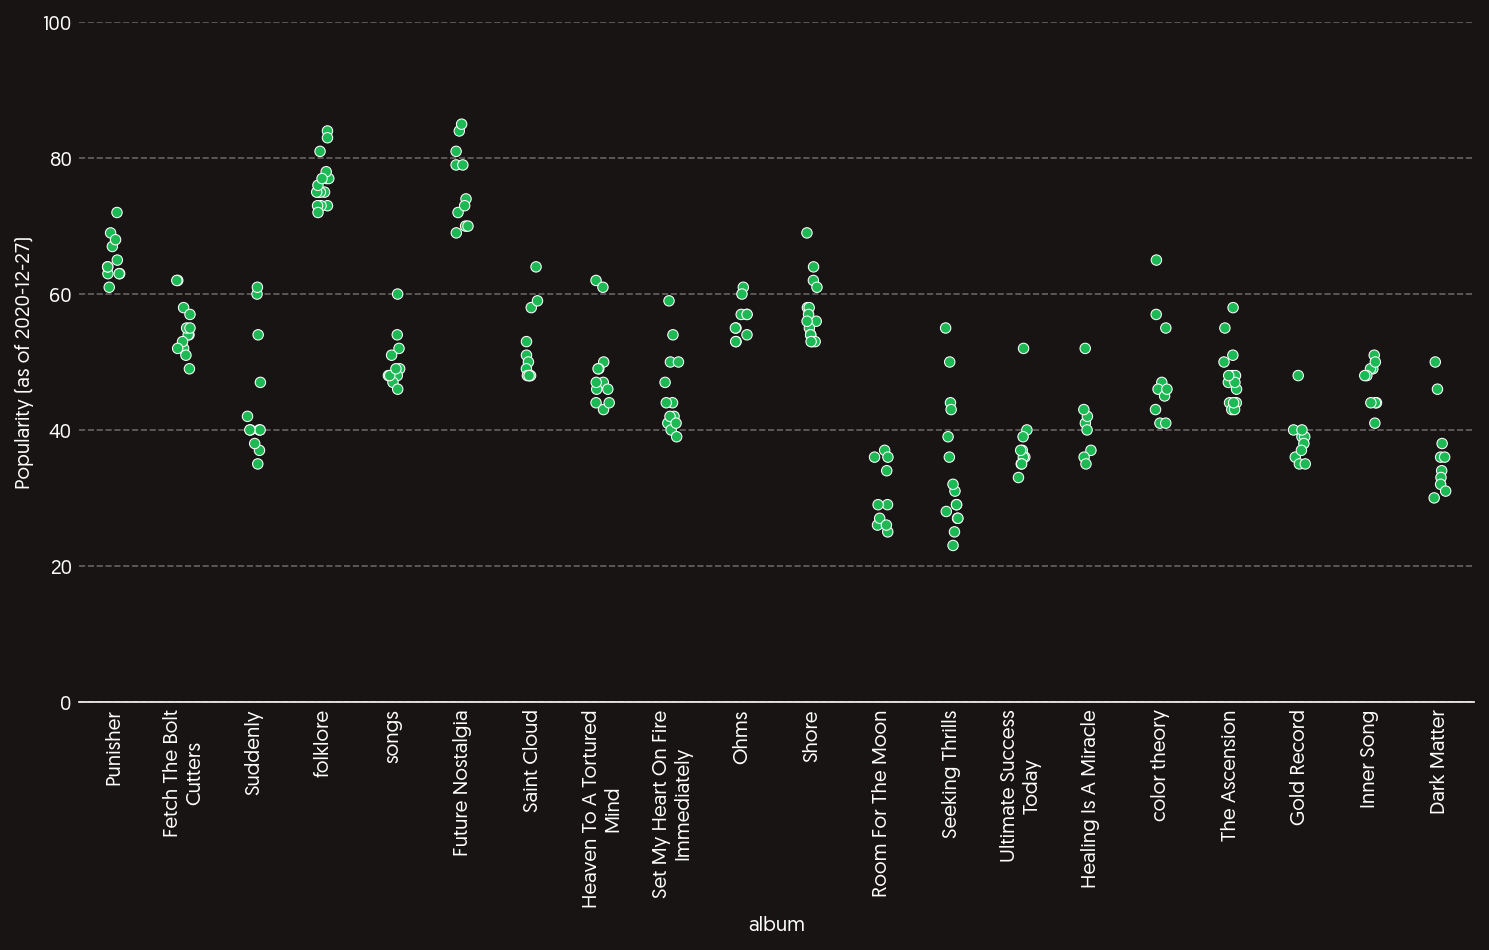 100
80
60
40
20
0
Popularity [as of 2020-12-27]
Punisher
Fetch The Bolt
Cutters
Suddenly
folklore
songs
Future Nostalgia
Saint Cloud
Heaven To A Tortured
Mind
Set My Heart On Fire
Immediately
Ohms
Shore
Room For The Moon
Seeking Thrills
Ultimate Success
Today
Healing Is A Miracle
color theory
The Ascension
Gold Record
Inner Song
Dark Matter
album